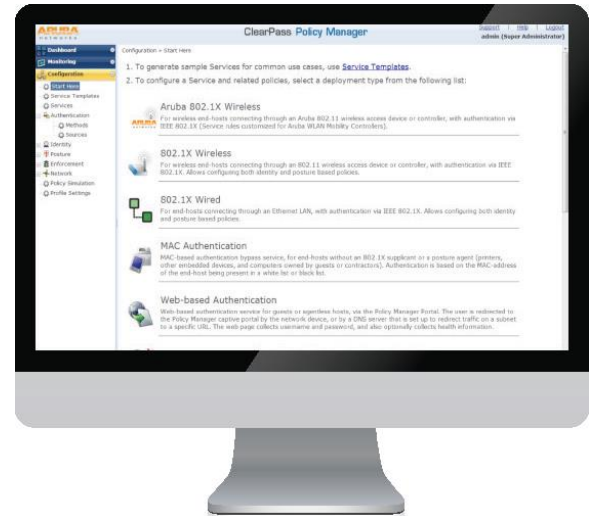 ARUBA
networks
ClearPass Policy Manager
Support | Help | Logout
admin (Super Administrator)
Dashboard
Monitoring
Configuration
Start Here
Service Templates
Services
Authentication
Methods
Sources
Identity
Posture
Enforcement
Network
Policy Simulation
Profile Settings
Configuration » Start Here
1. To generate sample Services for common use cases, use Service Templates.
2. To configure a Service and related policies, select a deployment type from the following list:
ARUBA
networks
Aruba 802.1X Wireless
For wireless end-hosts connecting through an Aruba 802.11 wireless access device or controller, with authentication via
IEEE 802.1X (Service rules customized for Aruba WLAN Mobility Controllers).
802.1X Wireless
For wireless end-hosts connecting through an 802.11 wireless access device or controller, with authentication via IEEE
802.1X. Allows configuring both identity and posture based policies.
802.1X Wired
For end-hosts connecting through an Ethernet LAN, with authentication via IEEE 802.1X. Allows configuring both identity
and posture based policies.
MAC Authentication
MAC-based authentication bypass service, for end-hosts without an 802.1X supplicant or a posture agent (printers,
other embedded devices, and computers owned by guests or contractors). Authentication is based on the MAC-address
of the end-host being present in a white list or black list.
Web-based Authentication
Web-based authentication service for guests or agentless hosts, via the Policy Manager Portal. The user is redirected to
the Policy Manager captive portal by the network device, or by a DNS server that is set up to redirect traffic on a subnet
to a specific URL. The web page collects username and password, and also optionally collects health information.